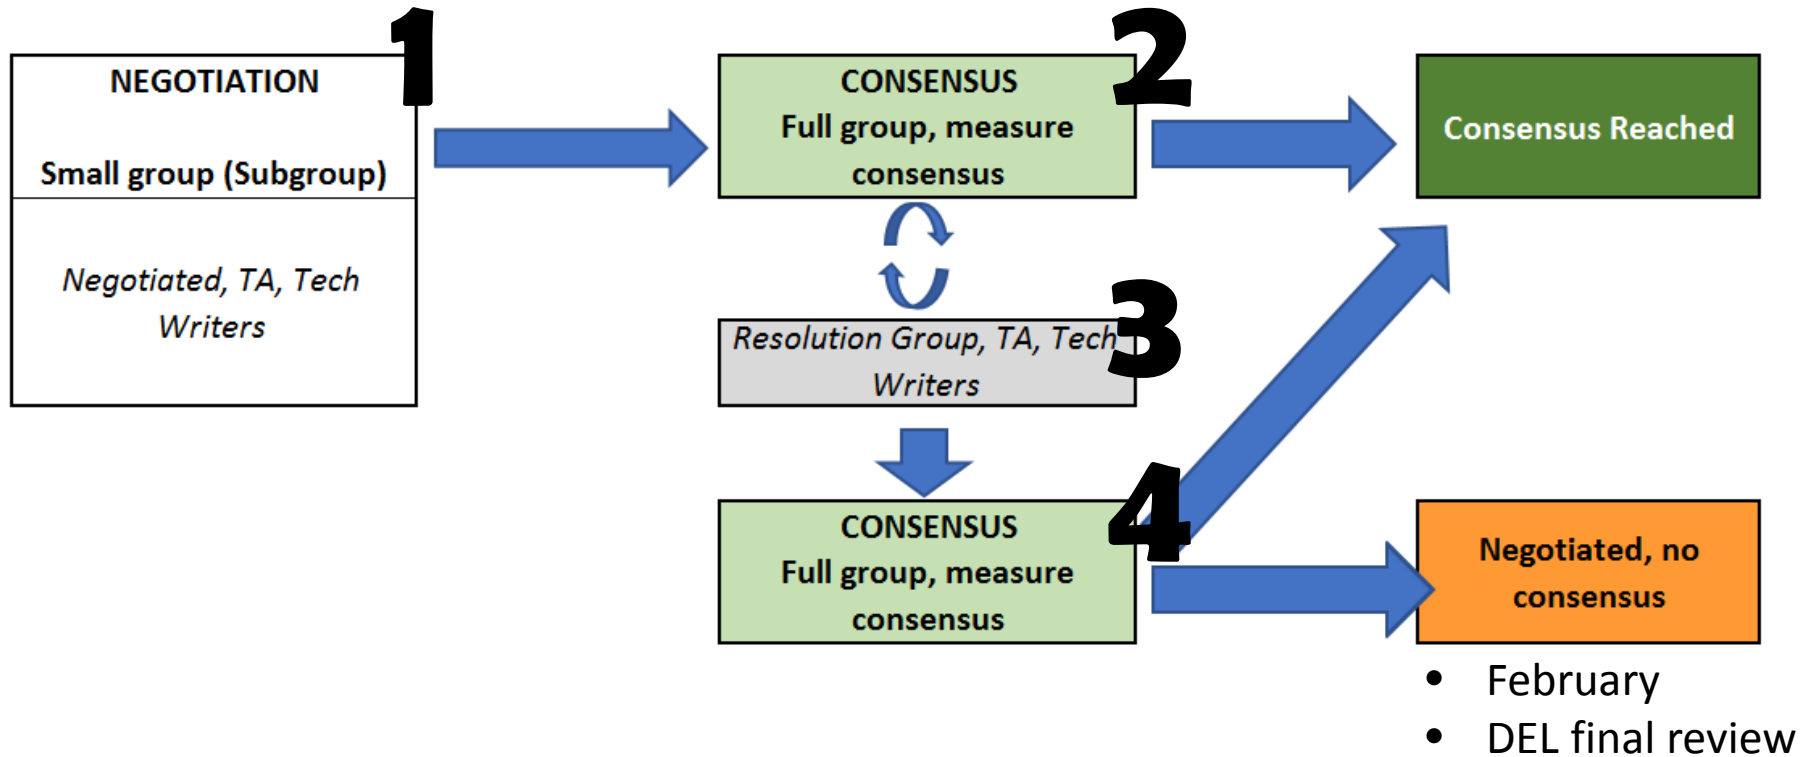 1
NEGOTIATION
Small group (Subgroup)
Negotiated, TA, Tech
Writers
2
CONSENSUS
Full group, measure
consensus
Consensus Reached
3
Resolution Group, TA, Tech
Writers
4
CONSENSUS
Full group, measure
consensus
Negotiated, no
consensus
• February
• DEL final review